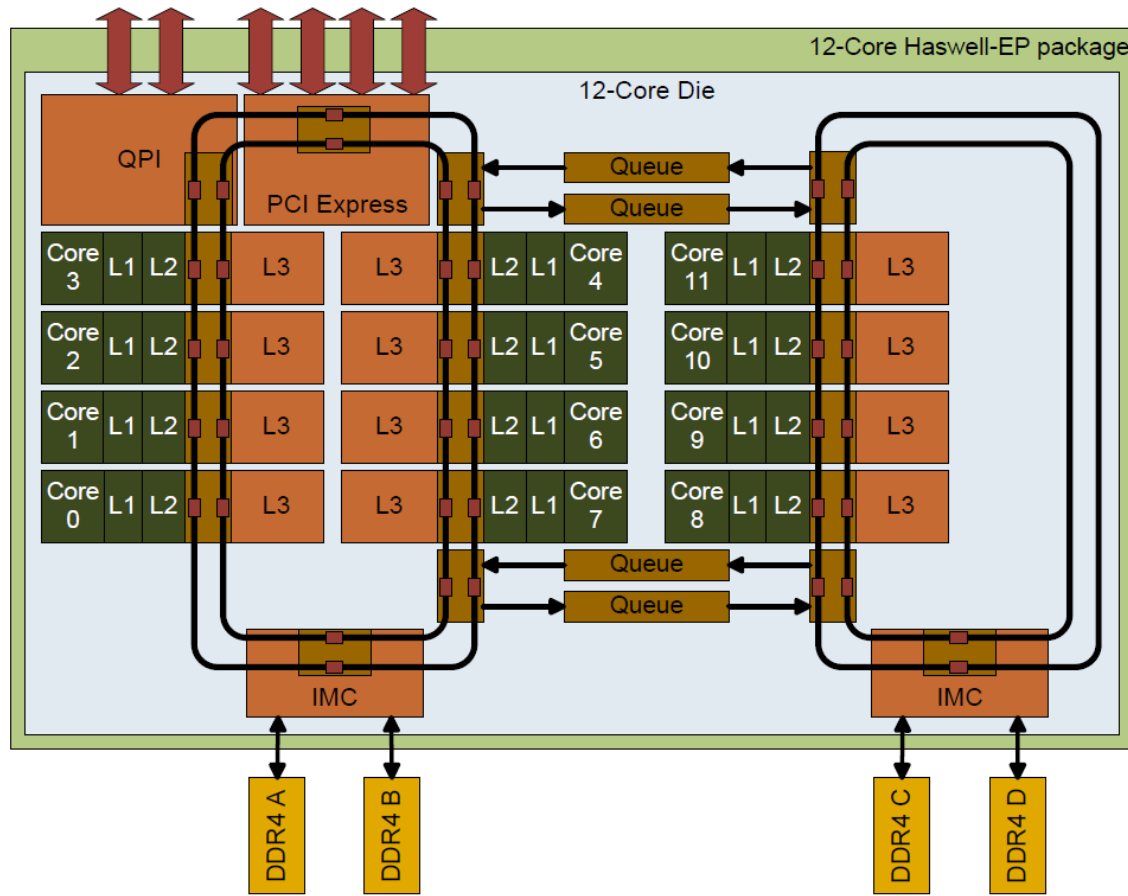 12-Core Haswell-EP package
12-Core Die
QPI
PCI Express
Queue
Queue
Core 3 L1 L2 L3
L3 L2 L1 Core 4
Core 11 L1 L2 L3
Core 2 L1 L2 L3
L3 L2 L1 Core 5
Core 10 L1 L2 L3
Core 1 L1 L2 L3
L3 L2 L1 Core 6
Core 9 L1 L2 L3
Core 0 L1 L2 L3
L3 L2 L1 Core 7
Core 8 L1 L2 L3
Queue
Queue
IMC
IMC
DDR4 A
DDR4 B
DDR4 C
DDR4 D